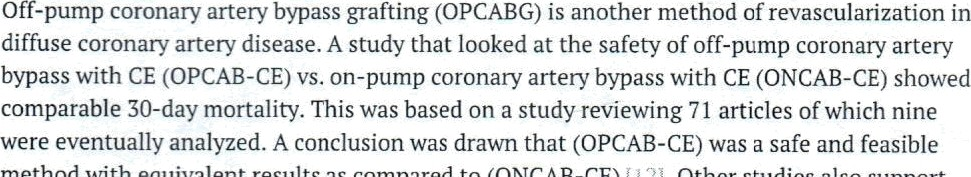 Off-pump coronary artery bypass grafting (OPCABG) is another method of revascularization in
diffuse coronary artery disease. A study that looked at the safety of off-pump coronary artery
bypass with CE (OPCAB-CE) vs. on-pump coronary artery bypass with CE (ONCAB-CE) showed
comparable 30-day mortality. This was based on a study reviewing 71 articles of which nine
were eventually analyzed. A conclusion was drawn that (OPCAB-CE) was a safe and feasible
method with equivalent results as compared to (ONCAB-CE) [12]. Other studies also support